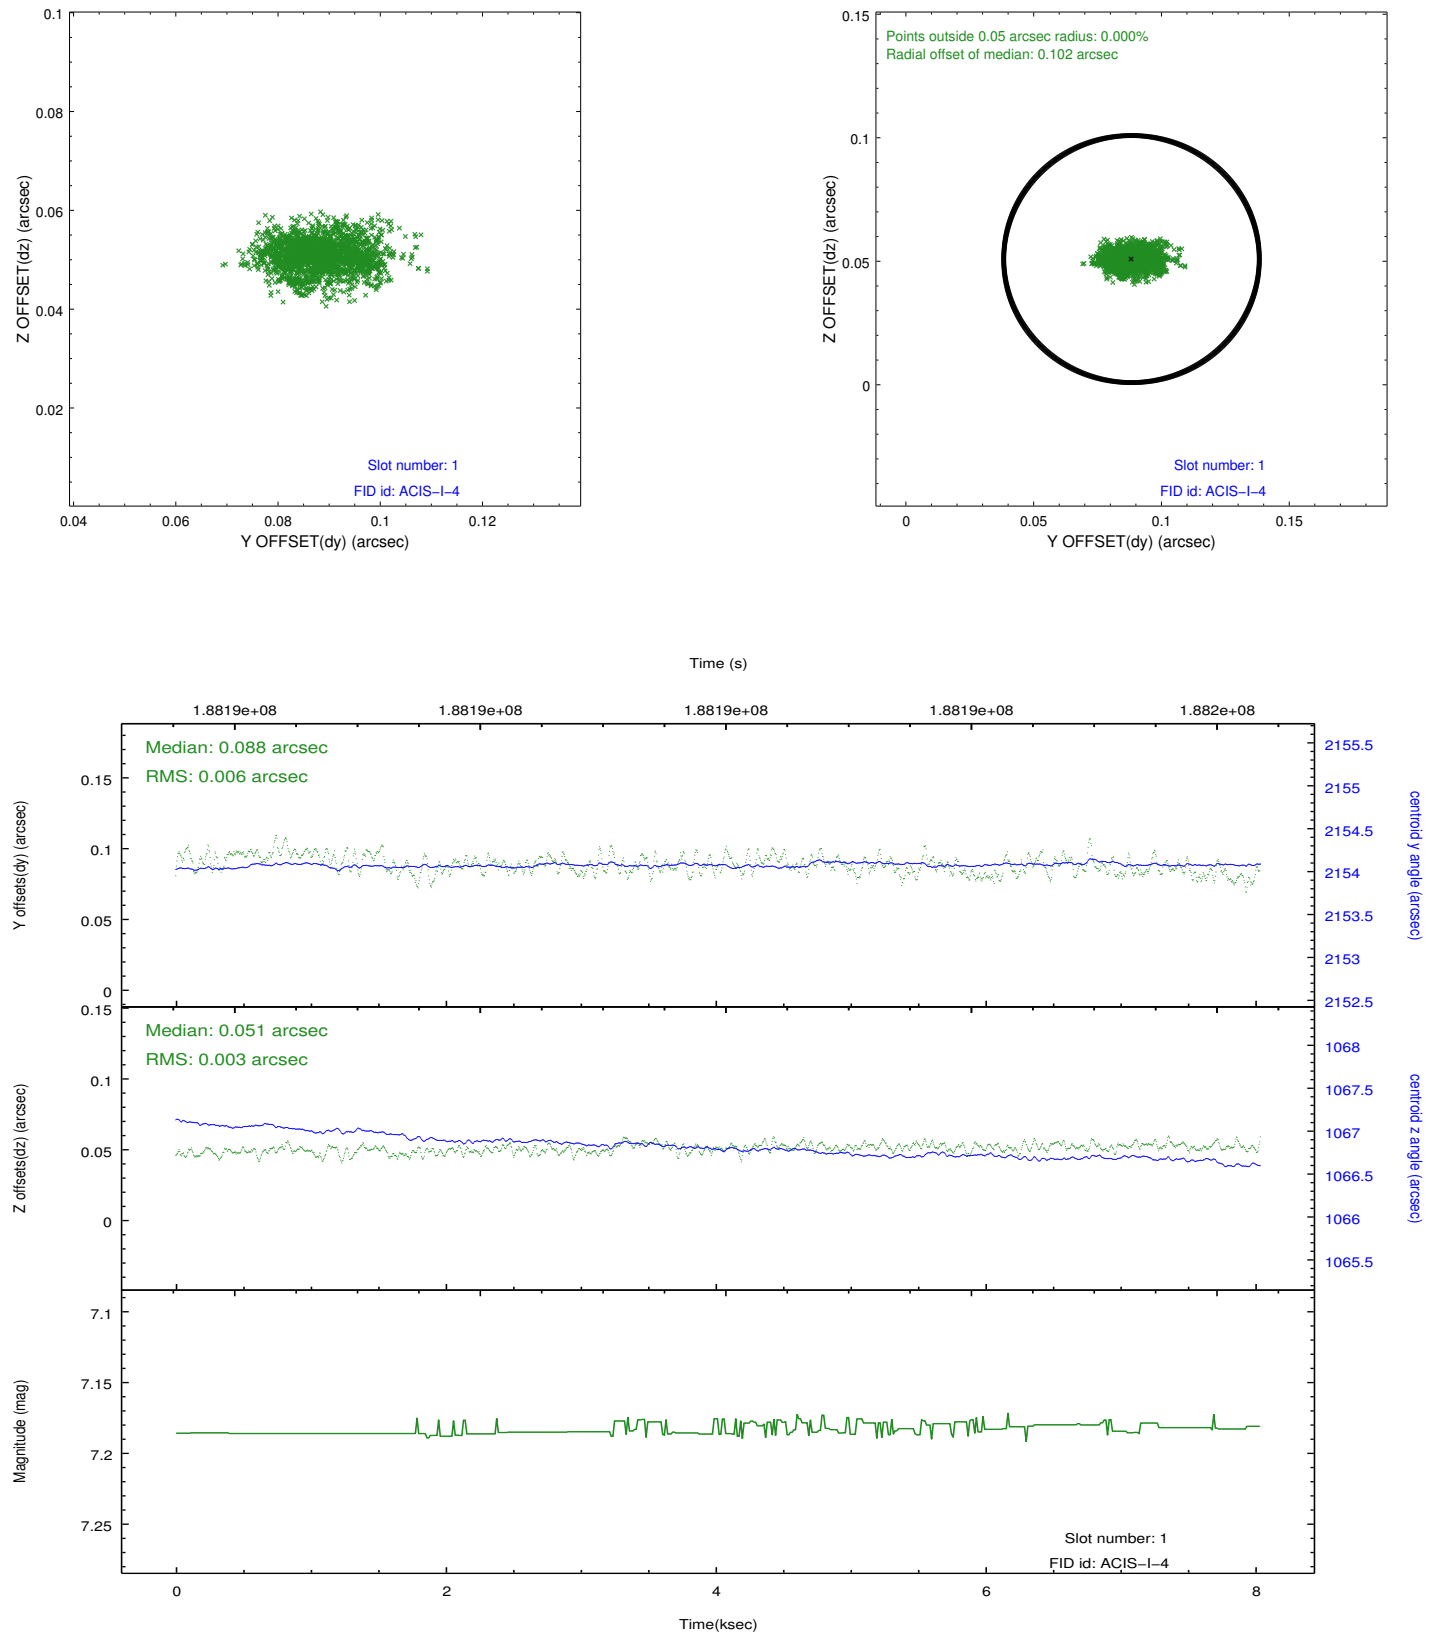 0.1
0.08
0.06
0.04
0.02
Z OFFSET(dz) (arcsec)
Slot number: 1
FID id: ACIS−I−4
0.04 0.06 0.08 0.1 0.12
Y OFFSET(dy) (arcsec)
Points outside 0.05 arcsec radius: 0.000%
Radial offset of median: 0.102 arcsec
0.15
0.1
0.05
0
Z OFFSET(dz) (arcsec)
Slot number: 1
FID id: ACIS−I−4
0 0.05 0.1 0.15
Y OFFSET(dy) (arcsec)
Time (s)
1.8819e+08 1.8819e+08 1.8819e+08 1.8819e+08 1.882e+08
Median: 0.088 arcsec
RMS: 0.006 arcsec
0.15
0.1
0.05
0
Y offsets(dy) (arcsec)
2155.5
2155
2154.5
2154
2153.5
2153
2152.5
centroid y angle (arcsec)
Median: 0.051 arcsec
RMS: 0.003 arcsec
0.15
0.1
0.05
0
Z offsets(dz) (arcsec)
1068
1067.5
1067
1066.5
1066
1065.5
centroid z angle (arcsec)
7.1
7.15
7.2
7.25
Magnitude (mag)
Slot number: 1
FID id: ACIS−I−4
0 2 4 6 8
Time(ksec)